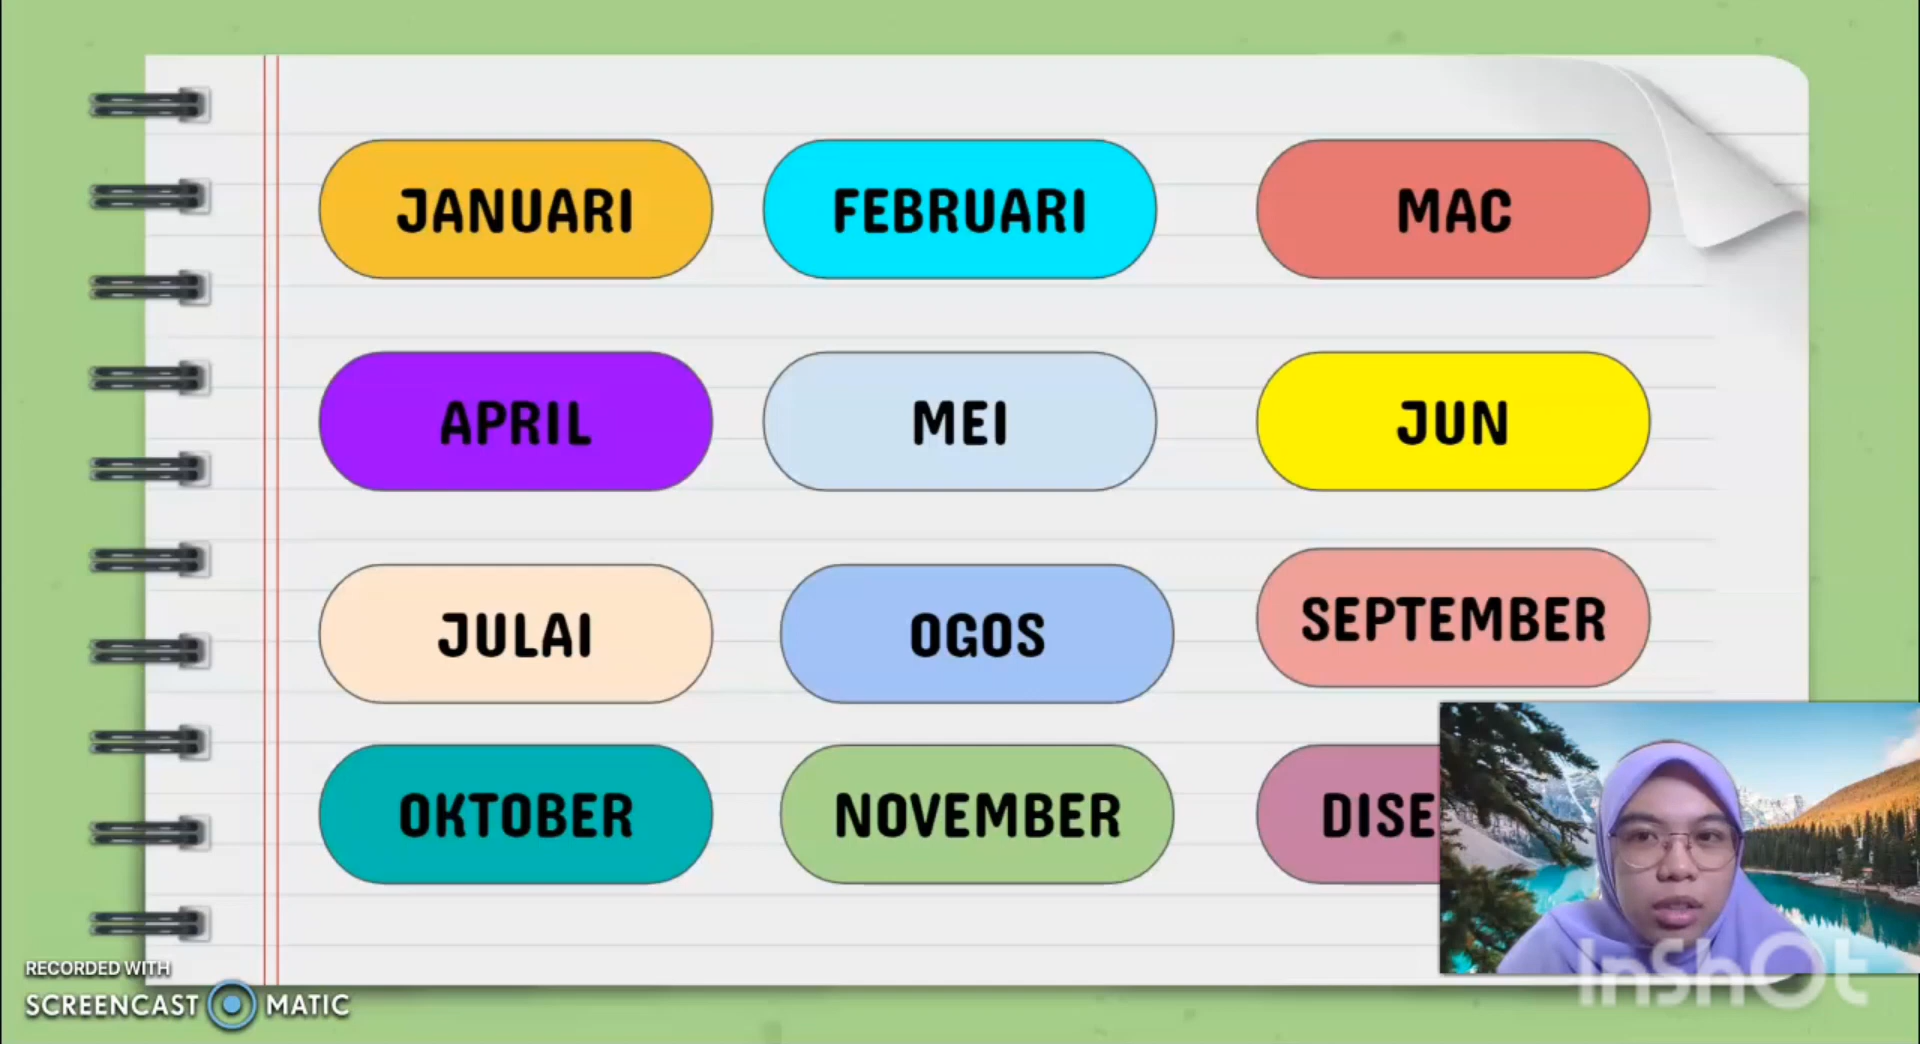 JANUARI
FEBRUARI
MAC
APRIL
MEI
JUN
JULAI
OGOS
SEPTEMBER
OKTOBER
NOVEMBER
DISE
RECORDED WITH
SCREENCAST MATIC
InShOt